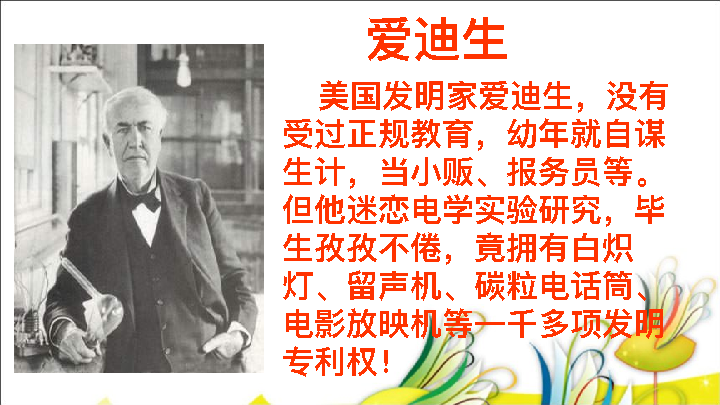 爱迪生
美国发明家爱迪生，没有
受过正规教育，幼年就自谋
生计，当小贩、报务员等。
但他迷恋电学实验研究，毕
生孜孜不倦，竟拥有白炽
灯、留声机、碳粒电话筒、
电影放映机等一千多项发明
专利权！